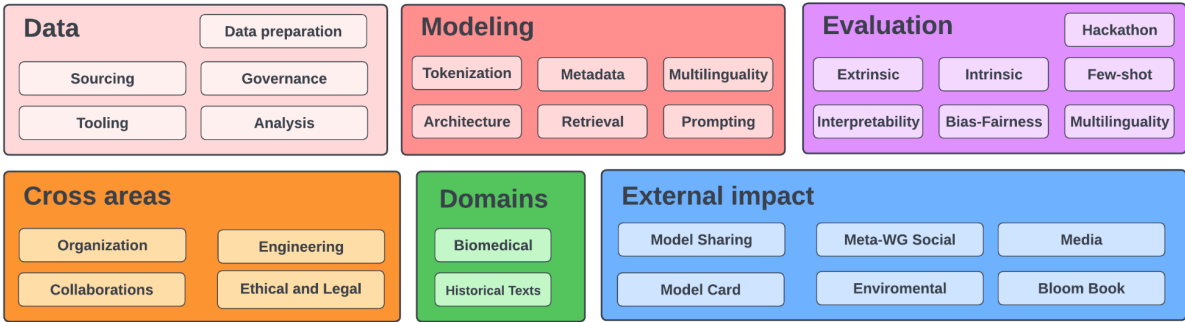 Data
Data preparation
Sourcing
Governance
Tooling
Analysis
Modeling
Tokenization
Metadata
Multilinguality
Architecture
Retrieval
Prompting
Evaluation
Hackathon
Extrinsic
Intrinsic
Few-shot
Interpretability
Bias-Fairness
Multilinguality
Cross areas
Organization
Engineering
Collaborations
Ethical and Legal
Domains
Biomedical
Historical Texts
External impact
Model Sharing
Meta-WG Social
Media
Model Card
Enviromental
Bloom Book